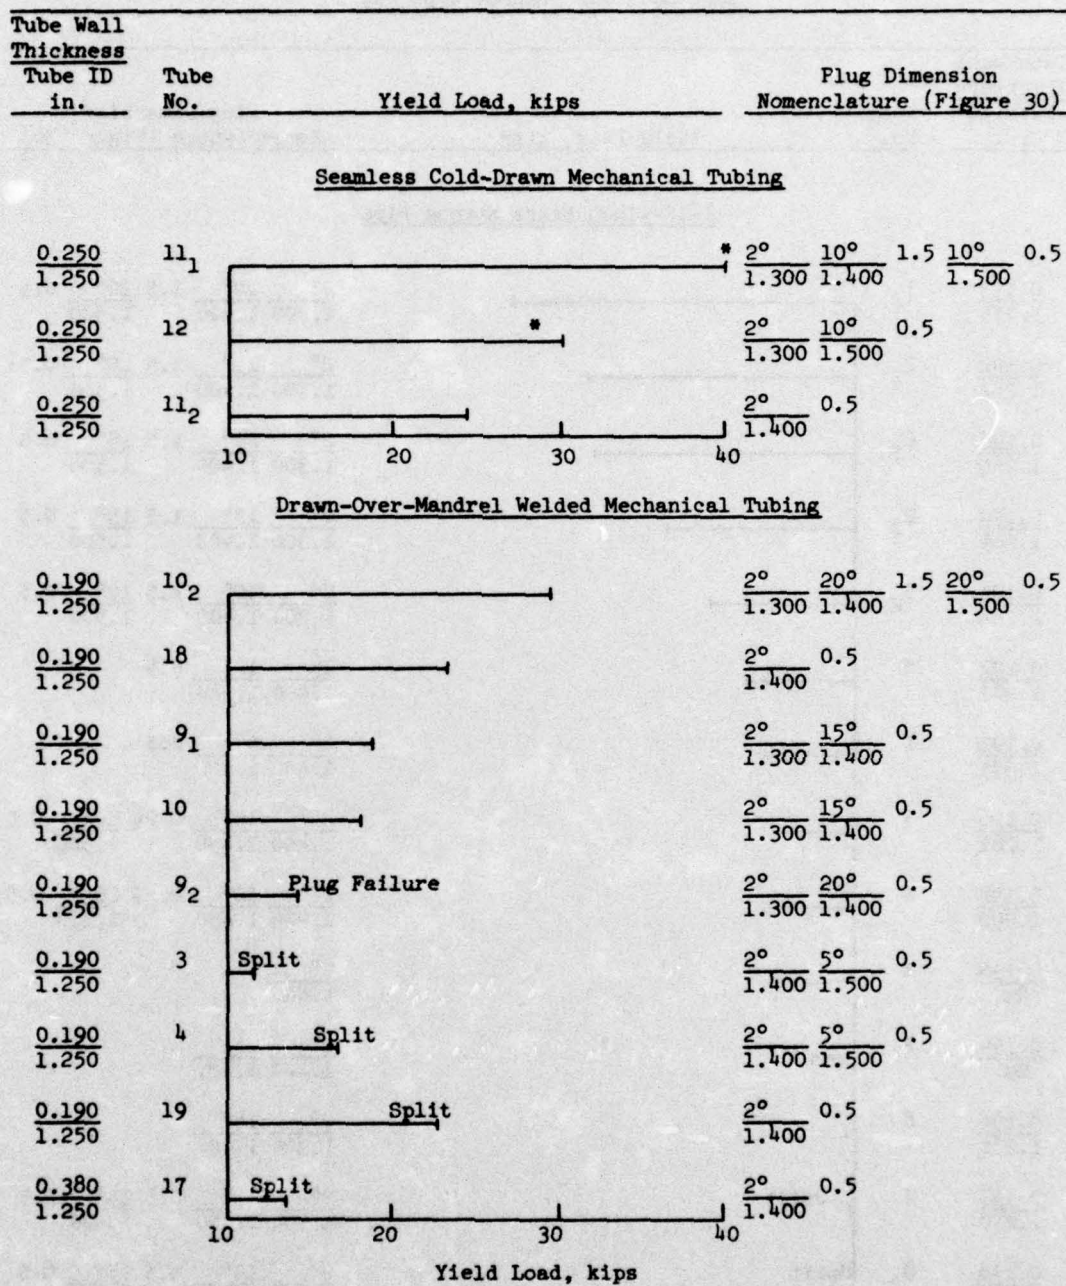 Tube Wall
Thickness
Tube ID Tube Plug Dimension
in. No. Yield Load, kips Nomenclature (Figure 30)
Seamless Cold-Drawn Mechanical Tubing
0.250 11₁ * 2° 10° 1.5 10° 0.5
1.250 1.300 1.400 1.500
0.250 12 * 2° 10° 0.5
1.250 1.300 1.500
0.250 11₂ 2° 0.5
1.250 1.400
10 20 30 40
Drawn-Over-Mandrel Welded Mechanical Tubing
0.190 10₂ 2° 20° 1.5 20° 0.5
1.250 1.300 1.400 1.500
0.190 18 2° 0.5
1.250 1.400
0.190 9₁ 2° 15° 0.5
1.250 1.300 1.400
0.190 10 2° 15° 0.5
1.250 1.300 1.400
0.190 9₂ Plug Failure 2° 20° 0.5
1.250 1.300 1.400
0.190 3 Split 2° 5° 0.5
1.250 1.400 1.500
0.190 4 Split 2° 5° 0.5
1.250 1.400 1.500
0.190 19 Split 2° 0.5
1.250 1.400
0.380 17 Split 2° 0.5
1.250 1.400
10 20 30 40
Yield Load, kips